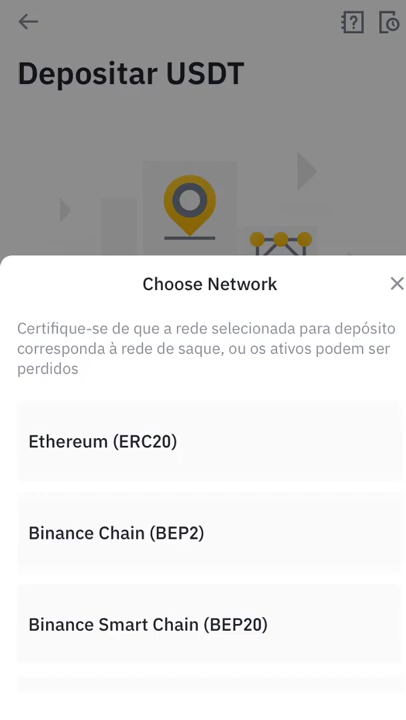 Depositar USDT
Choose Network
Certifique-se de que a rede selecionada para depósito
corresponda à rede de saque, ou os ativos podem ser
perdidos
Ethereum (ERC20)
Binance Chain (BEP2)
Binance Smart Chain (BEP20)